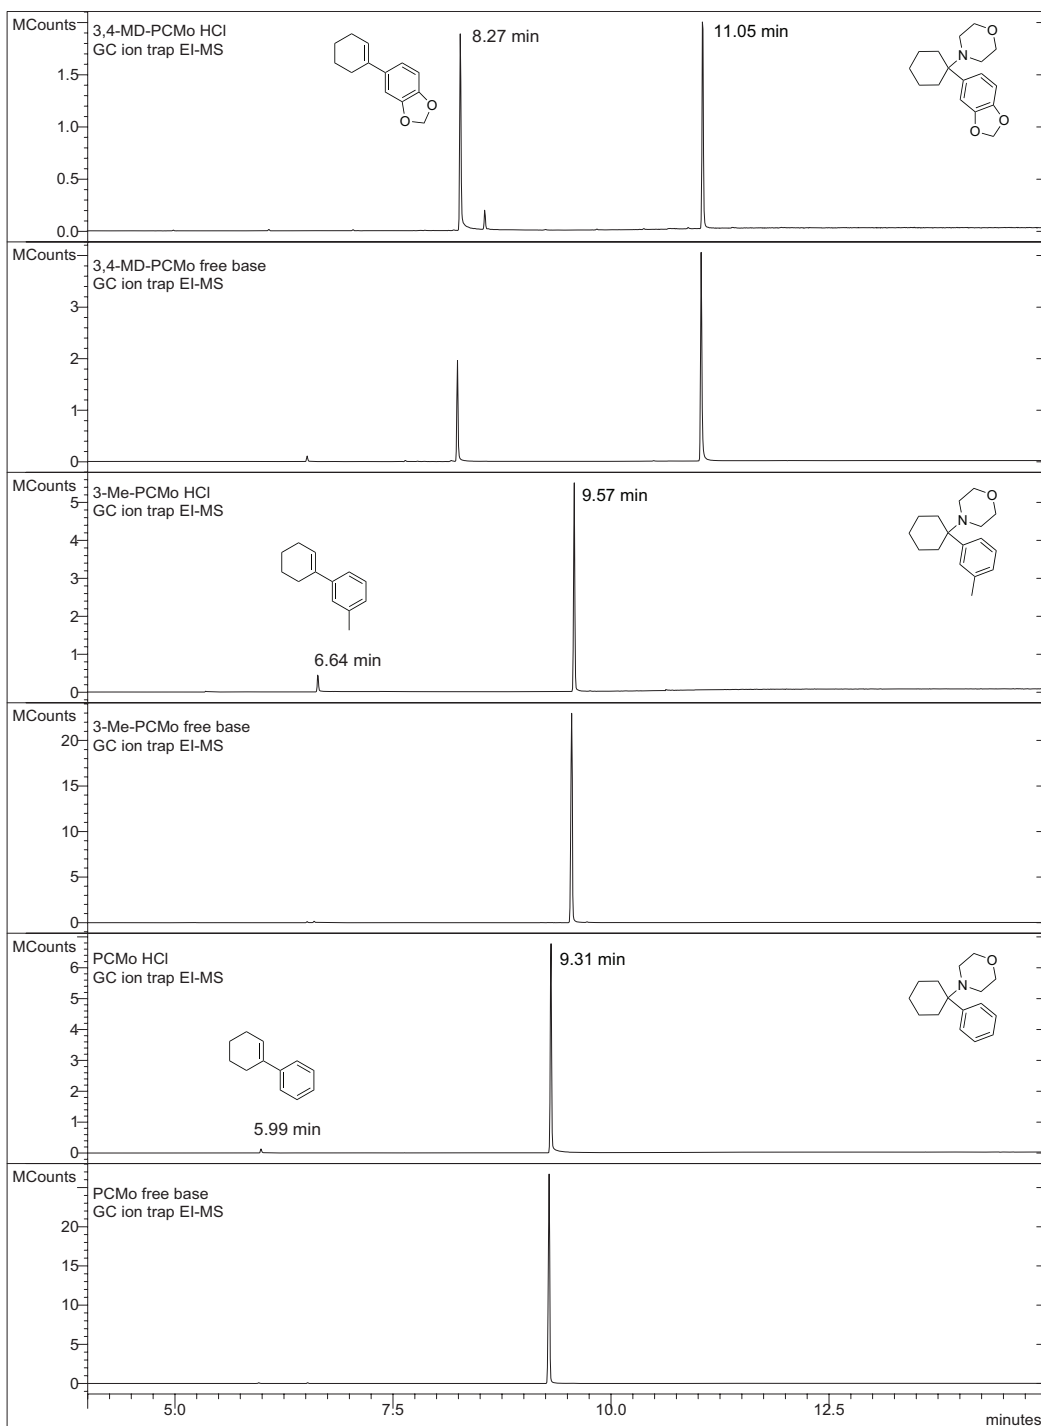 MCounts
3,4-MD-PCMo HCl
GC ion trap EI-MS
8.27 min
11.05 min
1.5
1.0
0.5
0.0
N
O
O
O
O
O
MCounts
3,4-MD-PCMo free base
GC ion trap EI-MS
3
2
1
0
MCounts
3-Me-PCMo HCl
GC ion trap EI-MS
9.57 min
6.64 min
5
4
3
2
1
0
N
O
MCounts
3-Me-PCMo free base
GC ion trap EI-MS
20
15
10
5
0
MCounts
PCMo HCl
GC ion trap EI-MS
9.31 min
5.99 min
6
5
4
3
2
1
0
N
O
MCounts
PCMo free base
GC ion trap EI-MS
20
15
10
5
0
5.0
7.5
10.0
12.5
minutes